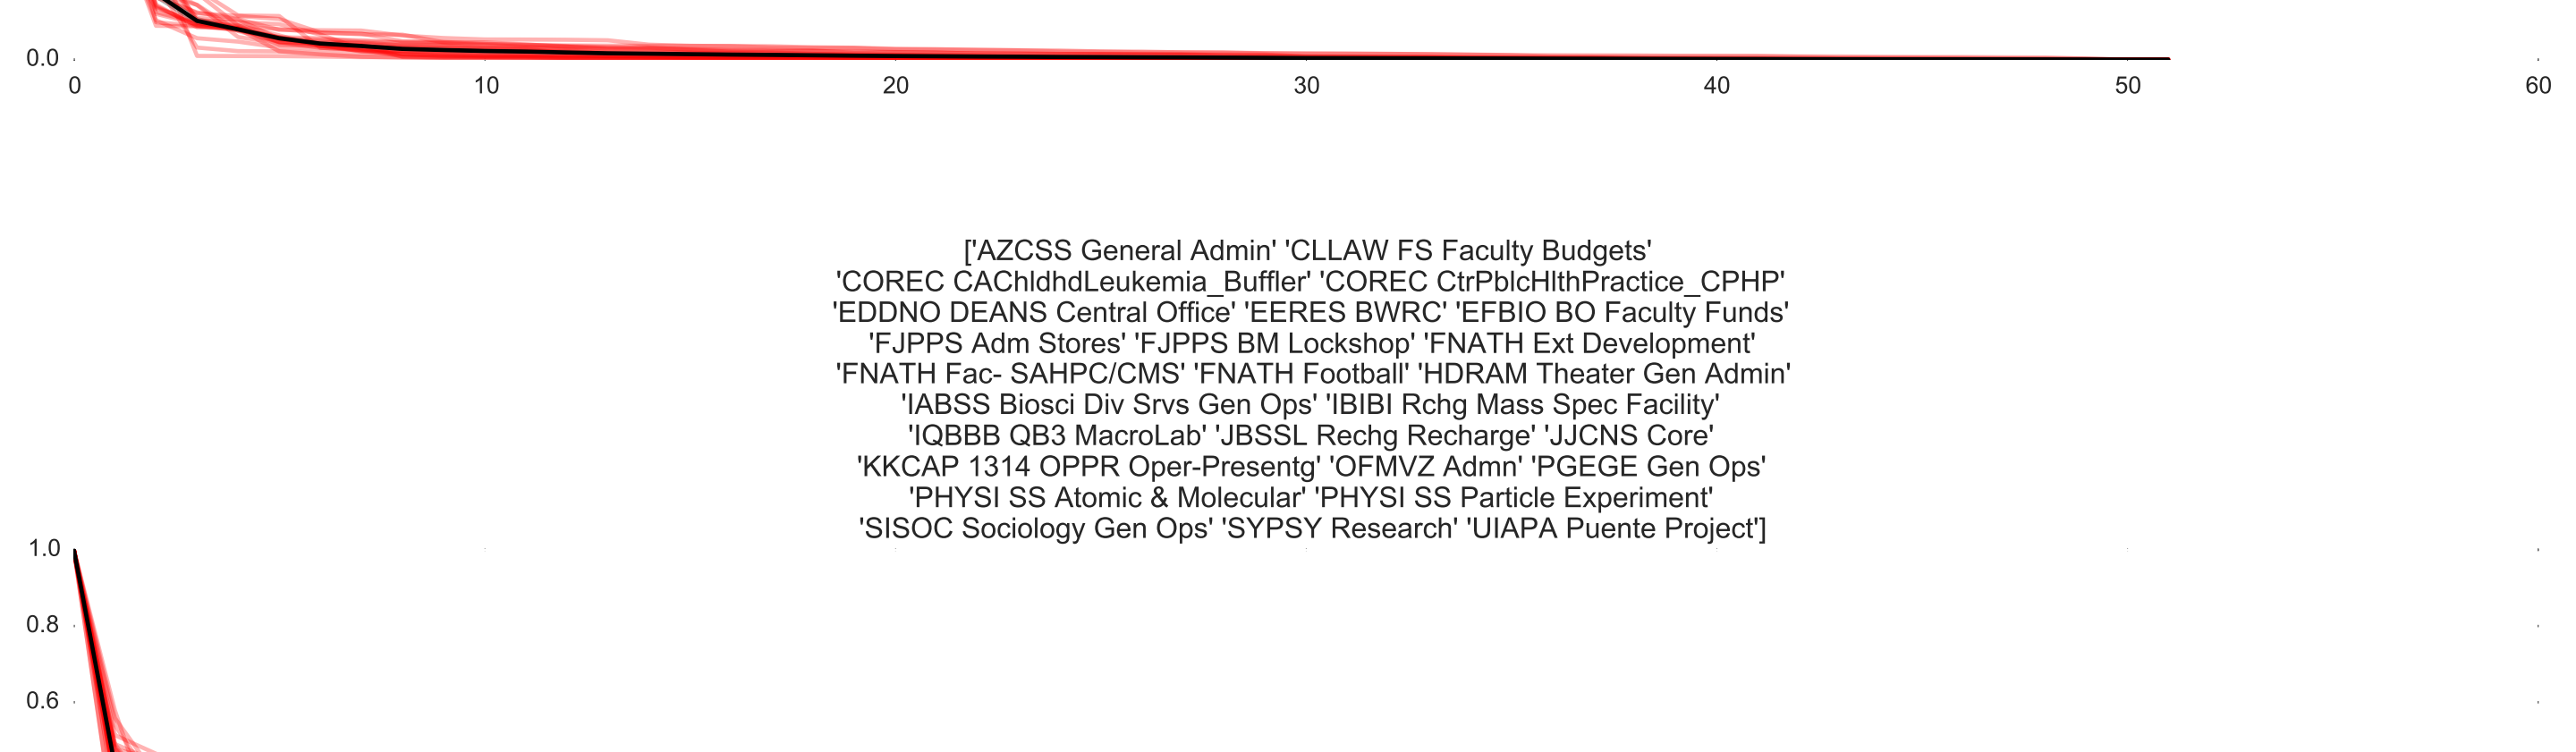 0.0
0 10 20 30 40 50 60
['AZCSS General Admin' 'CLLAW FS Faculty Budgets'
'COREC CAChldhdLeukemia_Buffler' 'COREC CtrPblcHlthPractice_CPHP'
'EDDNO DEANS Central Office' 'EERES BWRC' 'EFBIO BO Faculty Funds'
'FJPPS Adm Stores' 'FJPPS BM Lockshop' 'FNATH Ext Development'
'FNATH Fac- SAHPC/CMS' 'FNATH Football' 'HDRAM Theater Gen Admin'
'IABSS Biosci Div Srvs Gen Ops' 'IBIBI Rchg Mass Spec Facility'
'IQBBB QB3 MacroLab' 'JBSSL Rechg Recharge' 'JJCNS Core'
'KKCAP 1314 OPPR Oper-Presentg' 'OFMVZ Admn' 'PGEGE Gen Ops'
'PHYSI SS Atomic & Molecular' 'PHYSI SS Particle Experiment'
'SISOC Sociology Gen Ops' 'SYPSY Research' 'UIAPA Puente Project']
1.0
0.8
0.6